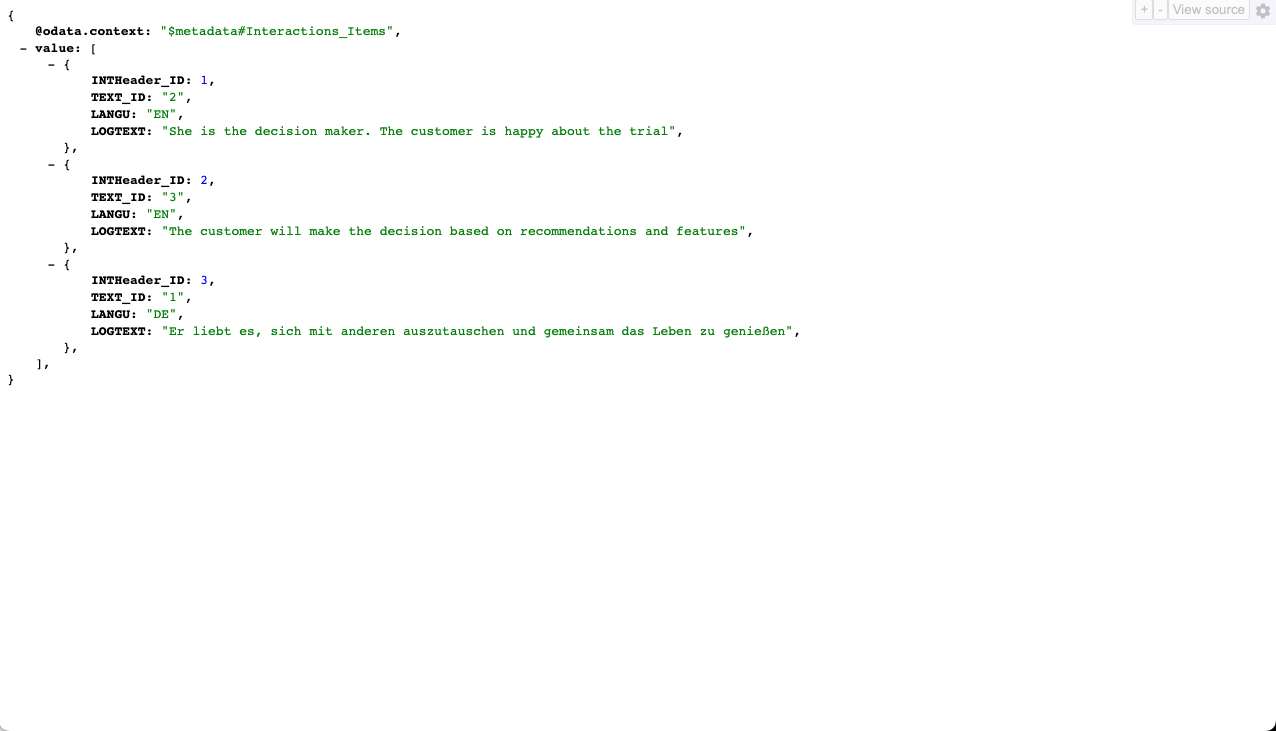 + - View source
{
@odata.context: "$metadata#Interactions_Items",
– value: [
– {
INTHeader_ID: 1,
TEXT_ID: "2",
LANGU: "EN",
LOGTEXT: "She is the decision maker. The customer is happy about the trial",
},
– {
INTHeader_ID: 2,
TEXT_ID: "3",
LANGU: "EN",
LOGTEXT: "The customer will make the decision based on recommendations and features",
},
– {
INTHeader_ID: 3,
TEXT_ID: "1",
LANGU: "DE",
LOGTEXT: "Er liebt es, sich mit anderen auszutauschen und gemeinsam das Leben zu genießen",
},
],
}